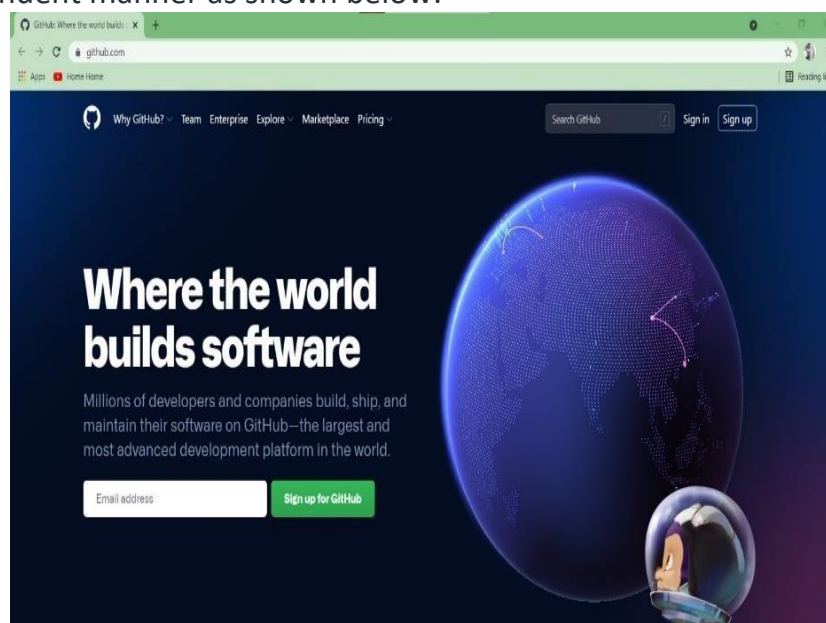 ndent manner as shown below.
GitHub: Where the world builds
github.com
Apps Home Home Reading li
Why GitHub? Team Enterprise Explore Marketplace Pricing Search GitHub / Sign in Sign up
Where the world
builds software
Millions of developers and companies build, ship, and
maintain their software on GitHub—the largest and
most advanced development platform in the world.
Email address Sign up for GitHub